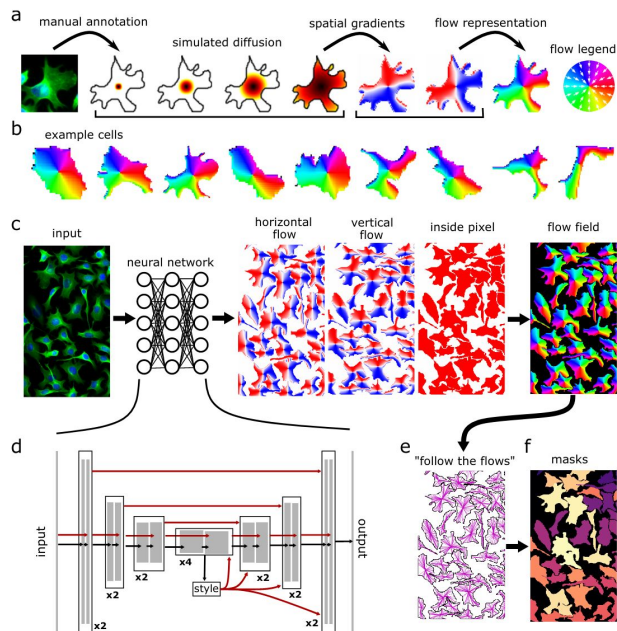 a
manual annotation
simulated diffusion
spatial gradients
flow representation
flow legend
b
example cells
c
input
neural network
horizontal
flow
vertical
flow
inside pixel
flow field
d
input
x2
x2
x2
x4
style
x2
x2
x2
output
e
"follow the flows"
f
masks